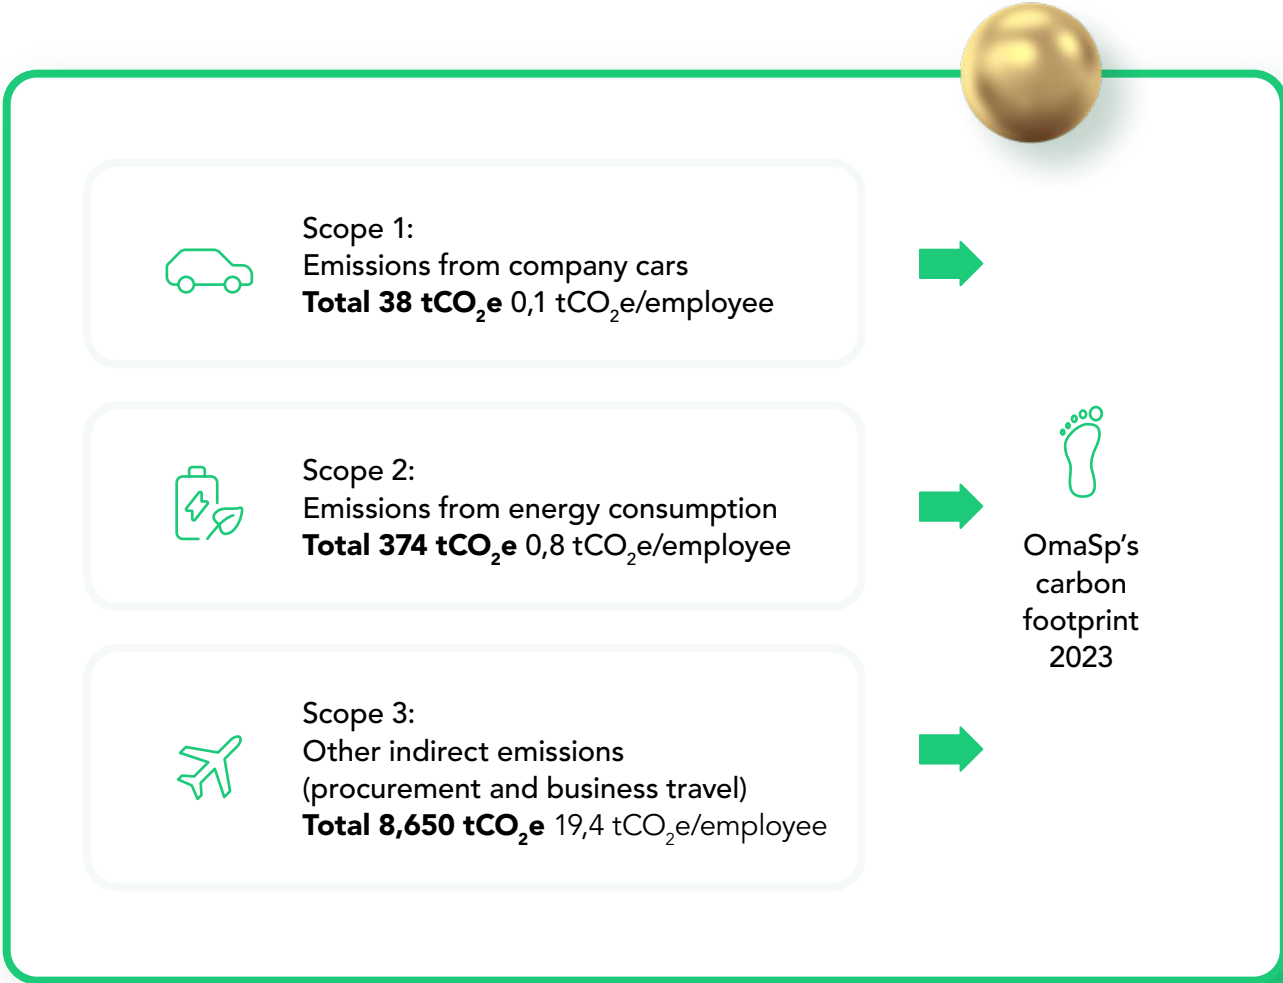 Scope 1:
Emissions from company cars
Total 38 tCO₂e 0,1 tCO₂e/employee
Scope 2:
Emissions from energy consumption
Total 374 tCO₂e 0,8 tCO₂e/employee
Scope 3:
Other indirect emissions
(procurement and business travel)
Total 8,650 tCO₂e 19,4 tCO₂e/employee
OmaSp’s
carbon
footprint
2023